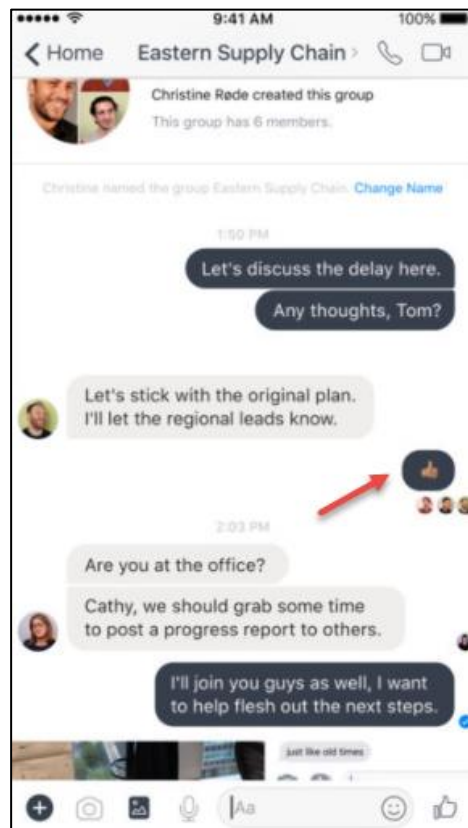 9:41 AM
100%
Home
Eastern Supply Chain
Christine Røde created this group
This group has 6 members.
Christine named the group Eastern Supply Chain. Change Name
1:50 PM
Let's discuss the delay here.
Any thoughts, Tom?
Let's stick with the original plan.
I'll let the regional leads know.
2:03 PM
Are you at the office?
Cathy, we should grab some time
to post a progress report to others.
I'll join you guys as well, I want
to help flesh out the next steps.
just like old times
Aa